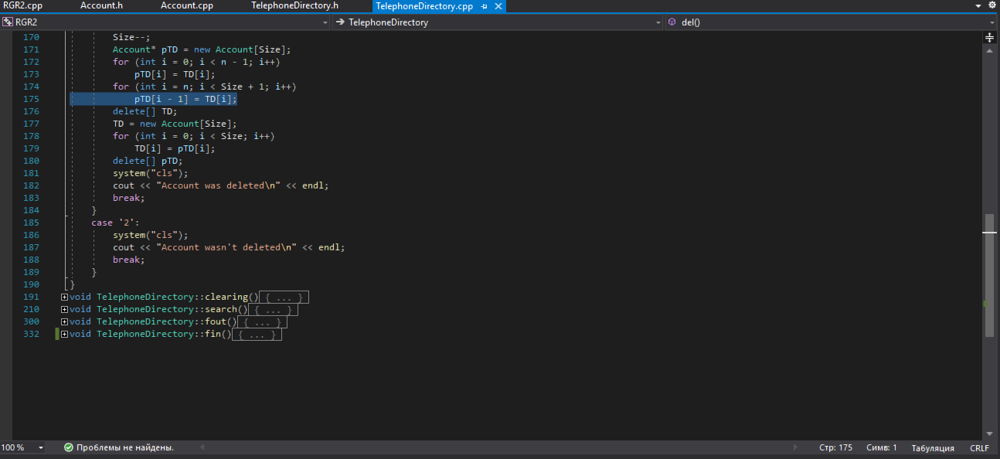 RGR2.cpp Account.h Account.cpp TelephoneDirectory.h TelephoneDirectory.cpp
RGR2 TelephoneDirectory del()
170 Size--;
171 Account* pTD = new Account[Size];
172 for (int i = 0; i < n - 1; i++)
173 pTD[i] = TD[i];
174 for (int i = n; i < Size + 1; i++)
175 pTD[i - 1] = TD[i];
176 delete[] TD;
177 TD = new Account[Size];
178 for (int i = 0; i < Size; i++)
179 TD[i] = pTD[i];
180 delete[] pTD;
181 system("cls");
182 cout << "Account was deleted\n" << endl;
183 break;
184 }
185 case '2':
186 system("cls");
187 cout << "Account wasn't deleted\n" << endl;
188 break;
189 }
190 }
191 void TelephoneDirectory::clearing() { ... }
210 void TelephoneDirectory::search() { ... }
300 void TelephoneDirectory::fout() { ... }
332 void TelephoneDirectory::fin() { ... }
100 % Проблемы не найдены. Стр: 175 Симв: 1 Табуляция CRLF